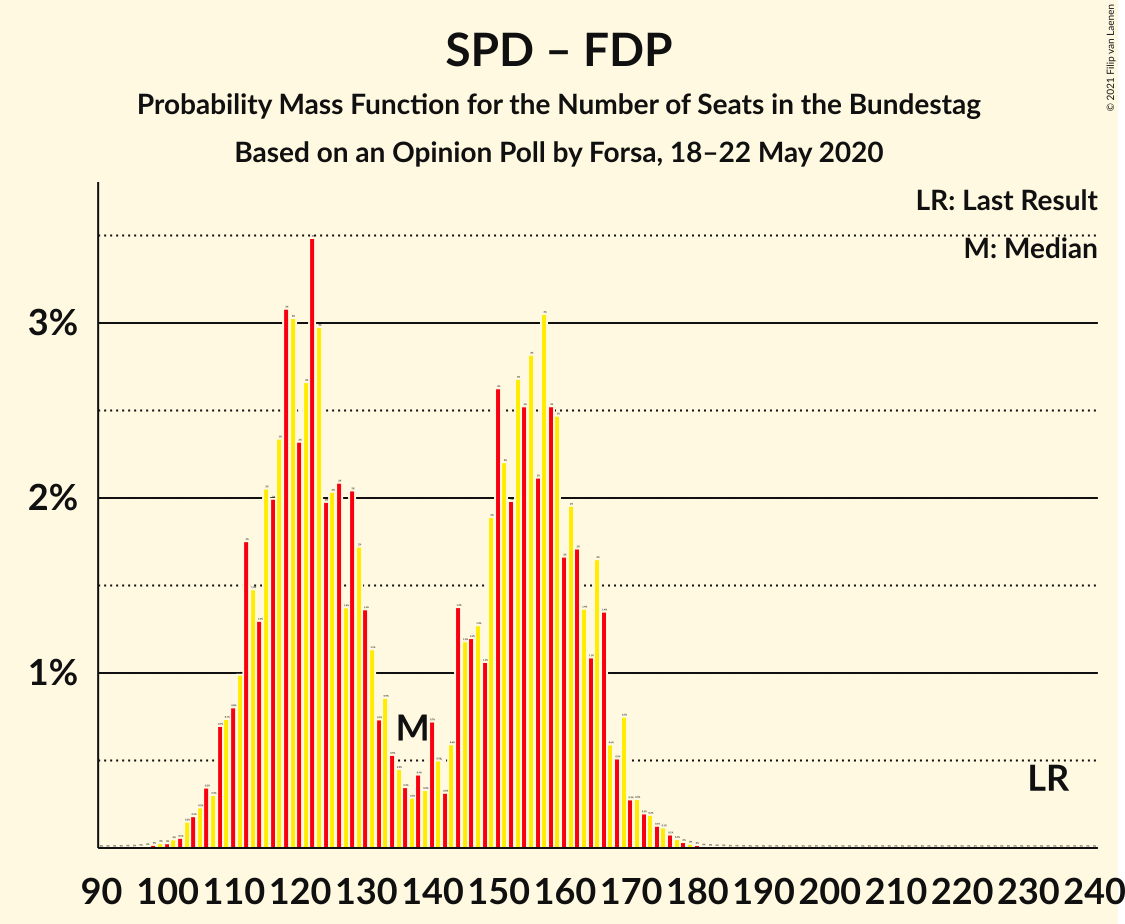 SPD – FDP
Probability Mass Function for the Number of Seats in the Bundestag
Based on an Opinion Poll by Forsa, 18–22 May 2020
© 2021 Filip van Laenen
LR: Last Result
M: Median
3%
2%
1%
M
LR
90 100 110 120 130 140 150 160 170 180 190 200 210 220 230 240